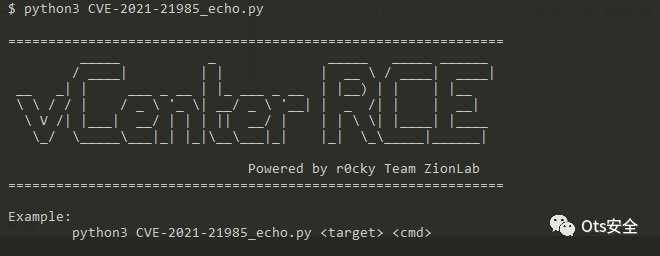 $ python3 CVE-2021-21985_echo.py
vCenter RCE
Powered by r0cky Team ZionLab
Example:
python3 CVE-2021-21985_echo.py <target> <cmd>
Ots安全